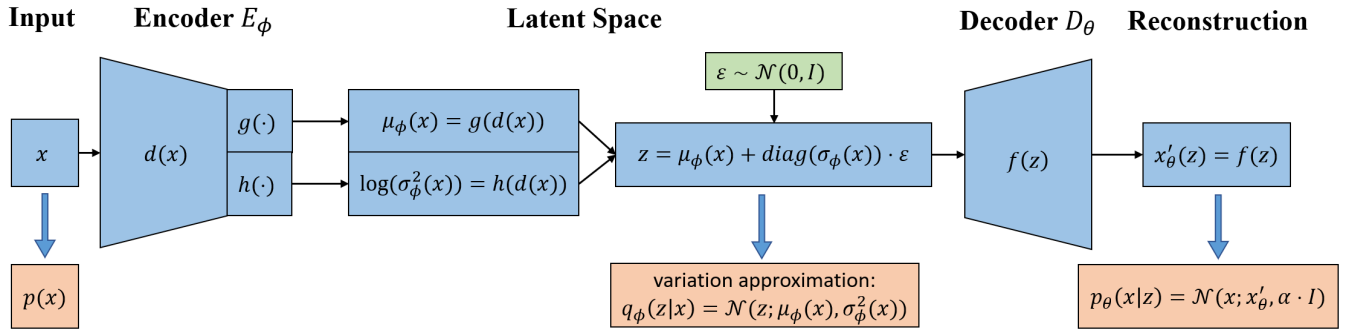 Input
Encoder E_ϕ
Latent Space
Decoder D_θ
Reconstruction
x
d(x)
g(·)
h(·)
μ_ϕ(x) = g(d(x))
log(σ_ϕ^2(x)) = h(d(x))
ε ~ 𝒩(0, I)
z = μ_ϕ(x) + diag(σ_ϕ(x)) · ε
f(z)
x′_θ(z) = f(z)
p(x)
variation approximation:
q_ϕ(z|x) = 𝒩(z; μ_ϕ(x), σ_ϕ^2(x))
p_θ(x|z) = 𝒩(x; x′_θ, α · I)